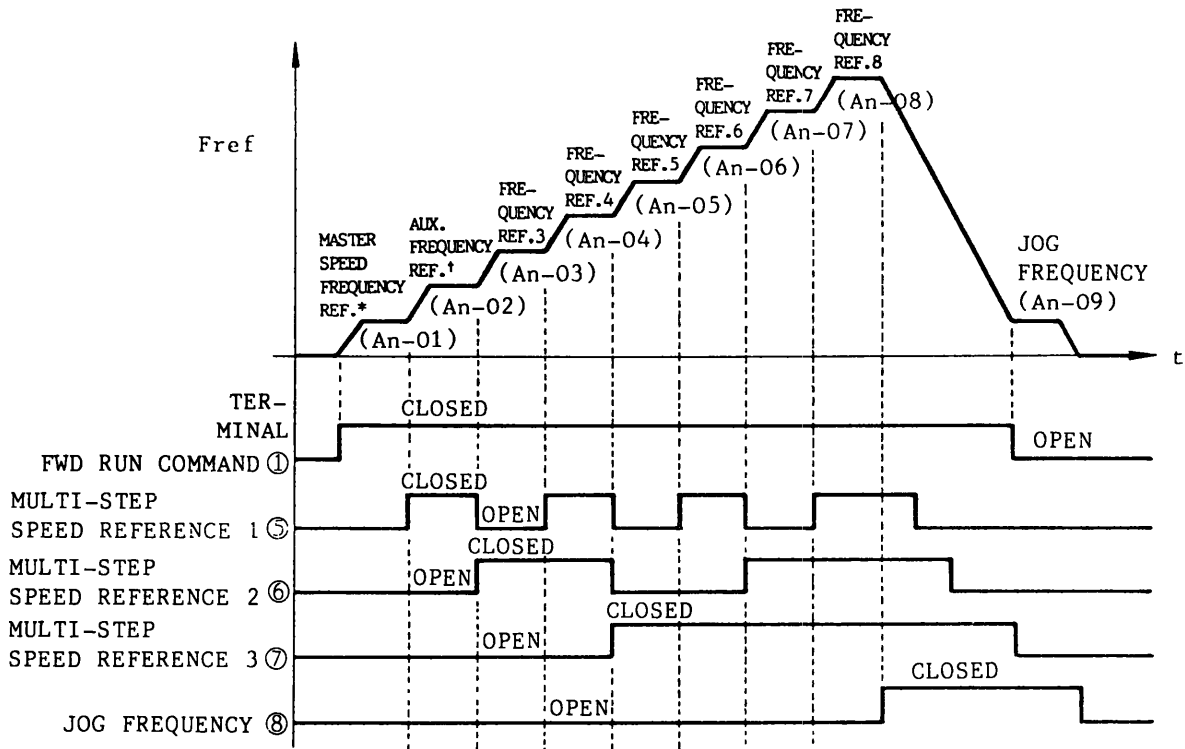 Fref
MASTER
SPEED
FREQUENCY
REF.*
(An-01)
AUX.
FREQUENCY
REF.†
(An-02)
FRE-
QUENCY
REF.3
(An-03)
FRE-
QUENCY
REF.4
(An-04)
FRE-
QUENCY
REF.5
(An-05)
FRE-
QUENCY
REF.6
(An-06)
FRE-
QUENCY
REF.7
(An-07)
FRE-
QUENCY
REF.8
(An-08)
JOG
FREQUENCY
(An-09)
t
TER-
MINAL
FWD RUN COMMAND ①
CLOSED
OPEN
MULTI-STEP
SPEED REFERENCE 1 ⑤
CLOSED
OPEN
MULTI-STEP
SPEED REFERENCE 2 ⑥
OPEN
CLOSED
MULTI-STEP
SPEED REFERENCE 3 ⑦
OPEN
CLOSED
JOG FREQUENCY ⑧
OPEN
CLOSED